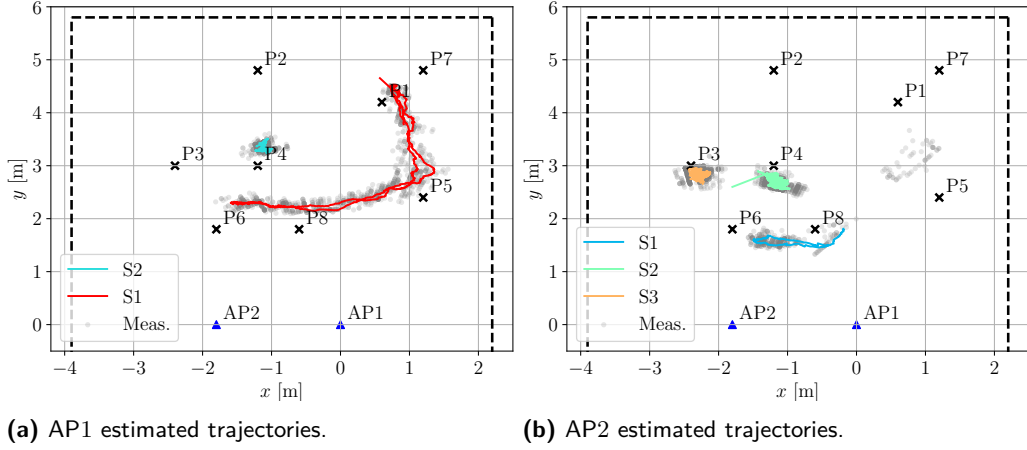 6
5
4
3
2
1
0
y [m]
P2
P7
P1
P3
P4
P5
P6
P8
AP2
AP1
S2
S1
Meas.
−4
−3
−2
−1
0
1
2
x [m]
(a) AP1 estimated trajectories.
6
5
4
3
2
1
0
y [m]
P2
P7
P1
P3
P4
P5
P6
P8
AP2
AP1
S1
S2
S3
Meas.
−4
−3
−2
−1
0
1
2
x [m]
(b) AP2 estimated trajectories.